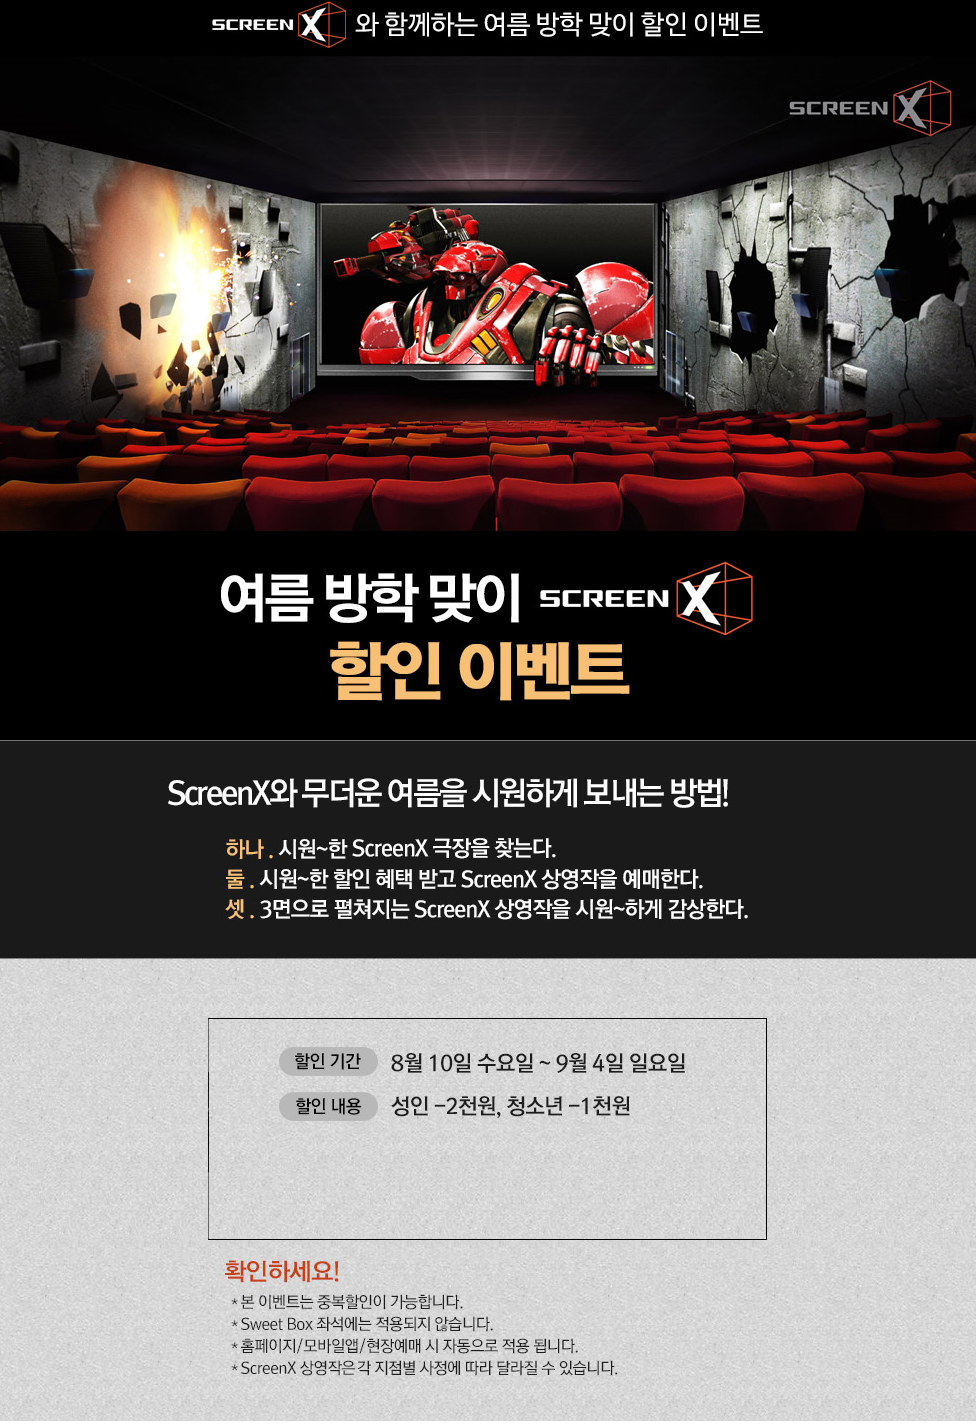 SCREEN X 와 함께하는 여름 방학 맞이 할인 이벤트
SCREEN X
여름 방학 맞이 SCREEN X
할인 이벤트
ScreenX와 무더운 여름을 시원하게 보내는 방법!
하나 . 시원~한 ScreenX 극장을 찾는다.
둘 . 시원~한 할인 혜택 받고 ScreenX 상영작을 예매한다.
셋 . 3면으로 펼쳐지는 ScreenX 상영작을 시원~하게 감상한다.
할인 기간 8월 10일 수요일 ~ 9월 4일 일요일
할인 내용 성인 -2천원, 청소년 -1천원
확인하세요!
* 본 이벤트는 중복할인이 가능합니다.
* Sweet Box 좌석에는 적용되지 않습니다.
* 홈페이지/모바일앱/현장예매 시 자동으로 적용 됩니다.
* ScreenX 상영작은 각 지점별 사정에 따라 달라질 수 있습니다.